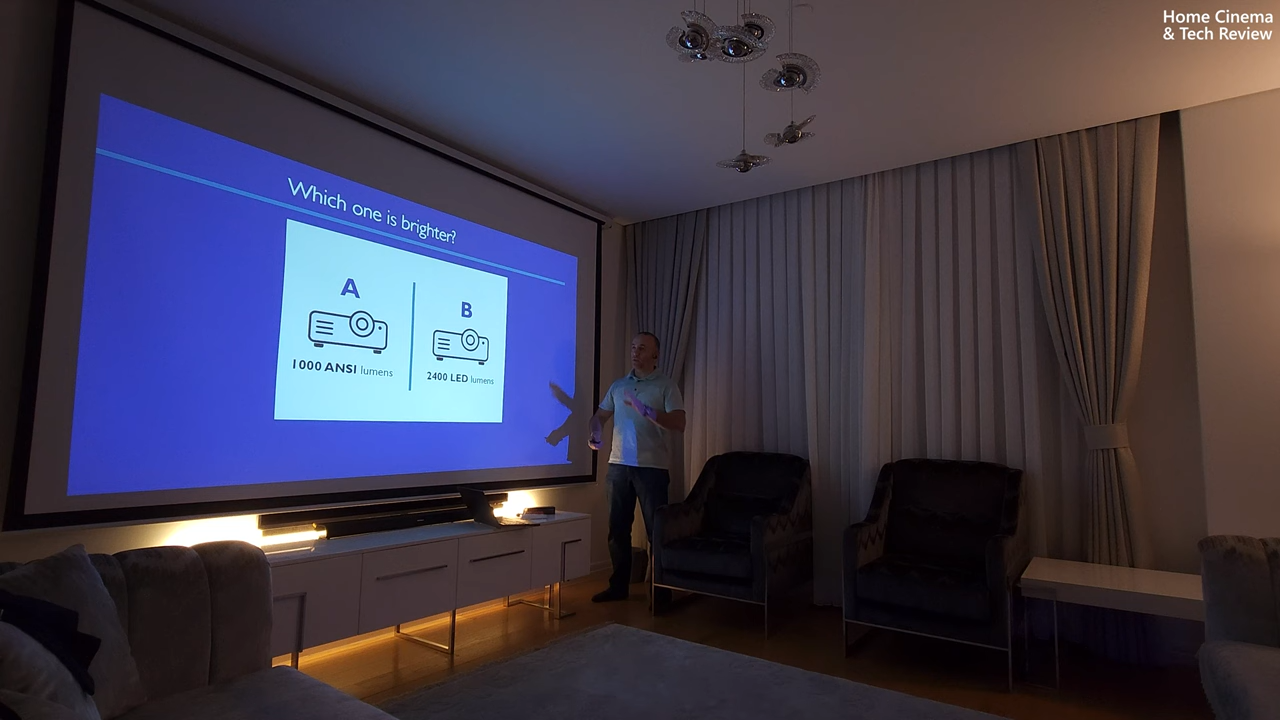 Home Cinema
& Tech Review
Which one is brighter?
A
B
1000 ANSI lumens
2400 LED lumens